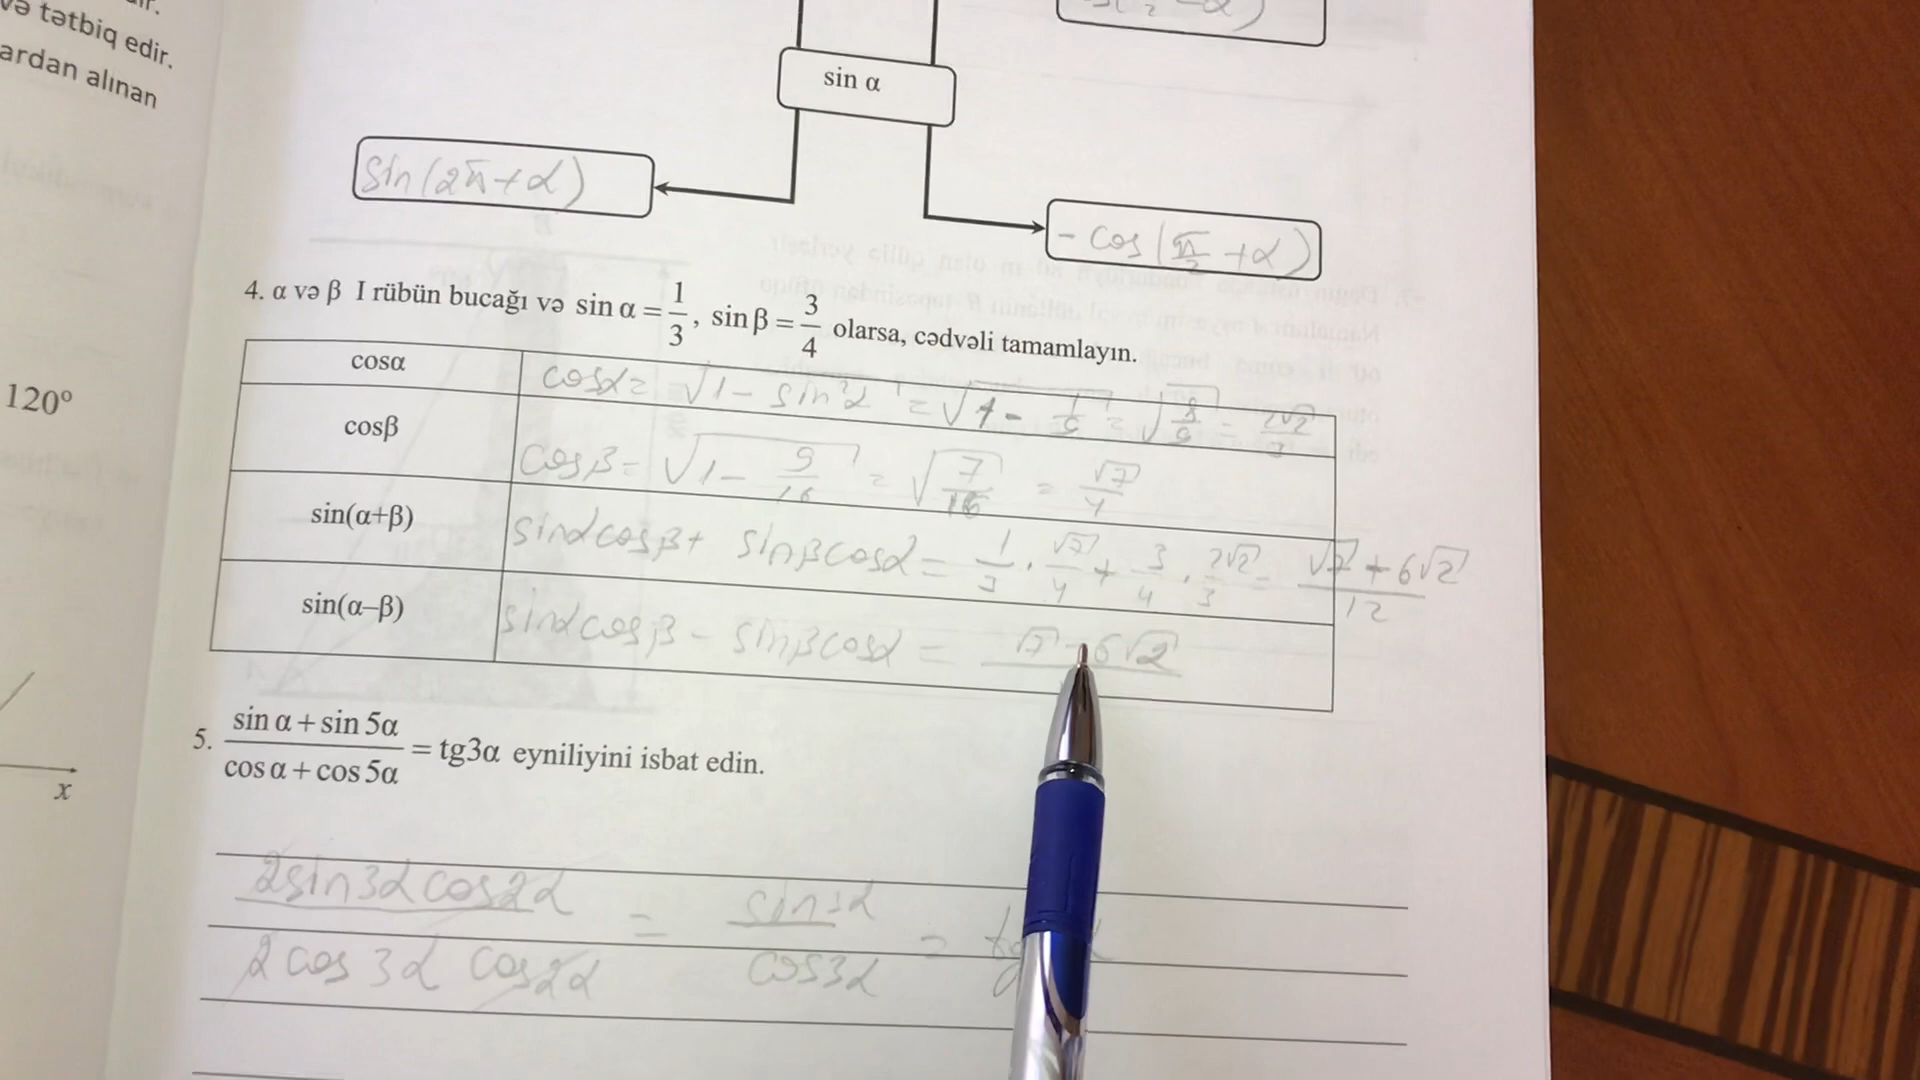 və tətbiq edir.
ardan alınan
120°
x
sin α
sin(2π+α)
- cos(π/2 +α)
4. α və β I rübün bucağı və sin α = 1/3, sin β = 3/4 olarsa, cədvəli tamamlayın.
cosα cosα = √1 - sin²α = √1 - 1/9 = √8/9 = 2√2/3
cosβ cosβ = √1 - 9/16 = √7/16 = √7/4
sin(α+β) sinαcosβ + sinβcosα = 1/3 · √7/4 + 3/4 · 2√2/3 = √7 + 6√2/12
sin(α–β) sinαcosβ - sinβcosα = √7 - 6√2
5. sin α + sin 5α / cos α + cos 5α = tg3α eyniliyini isbat edin.
2sin3αcos2α / 2cos3α cos2α = sin3α / cos3α = tg